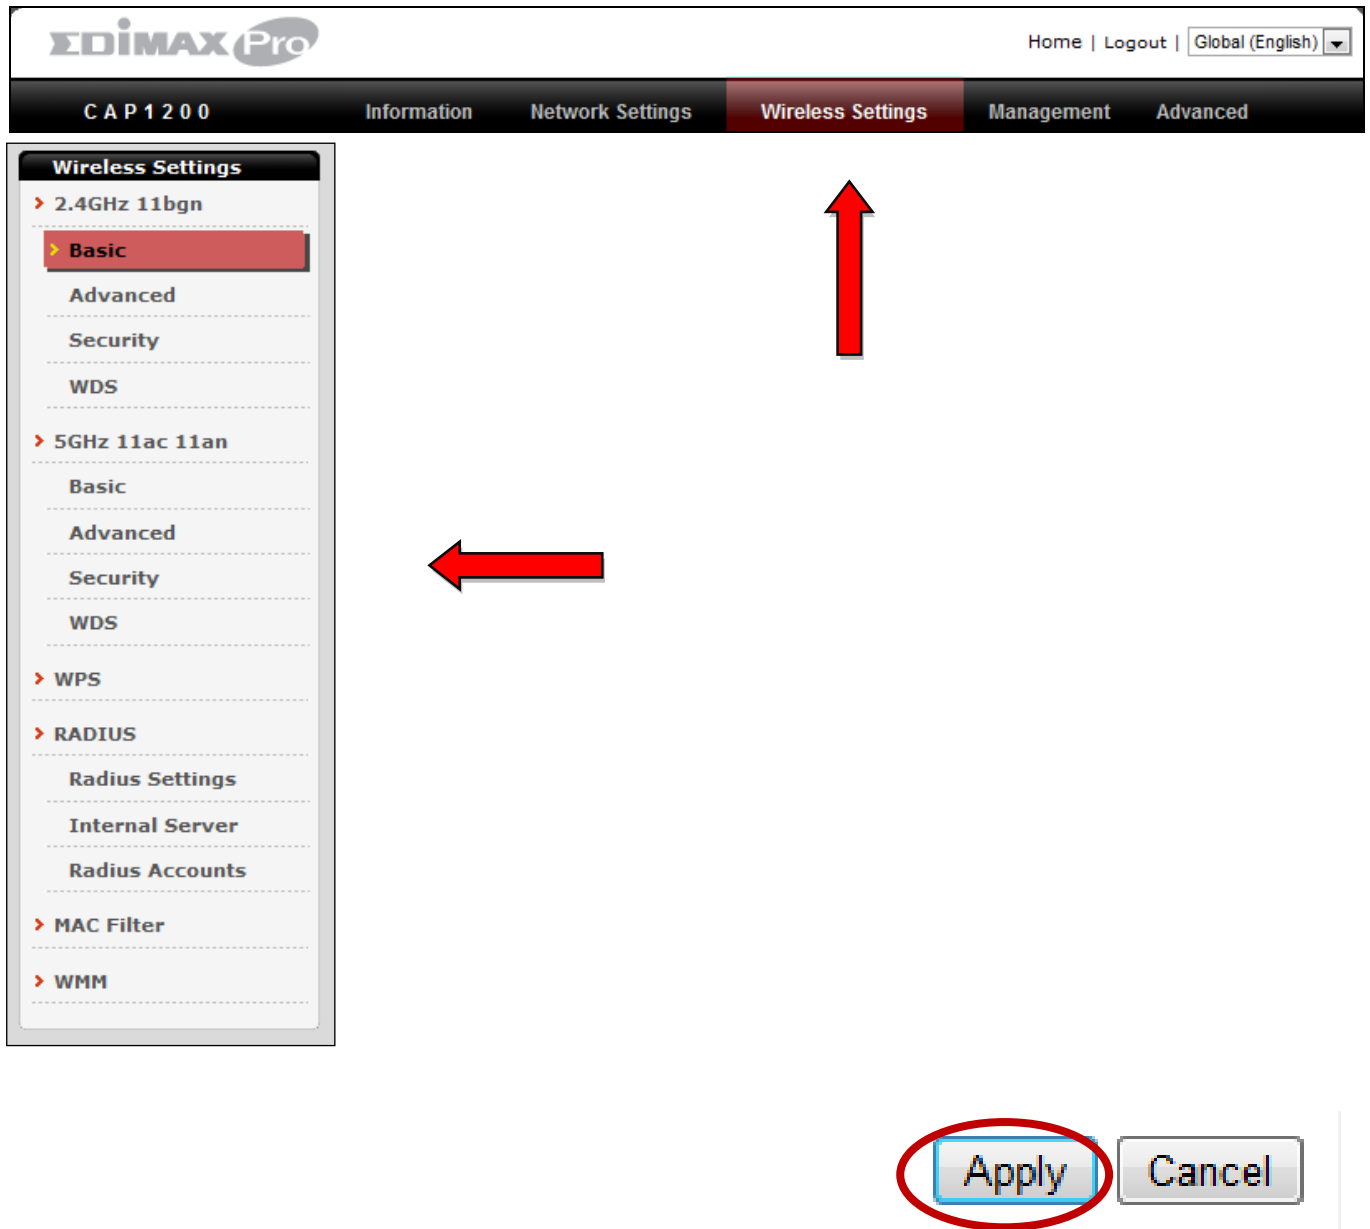 EDiMAX Pro
Home | Logout | Global (English)
CAP1200 Information Network Settings Wireless Settings Management Advanced
Wireless Settings
2.4GHz 11bgn
Basic
Advanced
Security
WDS
5GHz 11ac 11an
Basic
Advanced
Security
WDS
WPS
RADIUS
Radius Settings
Internal Server
Radius Accounts
MAC Filter
WMM
Apply Cancel